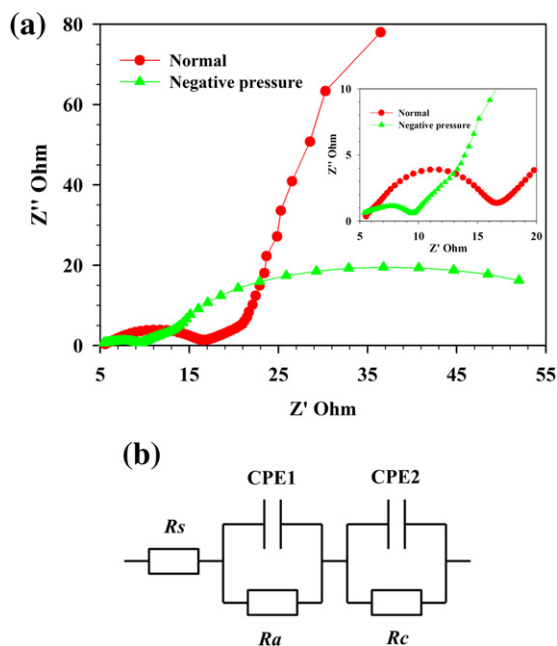 (a)
80
60
40
20
0
Z'' Ohm
Normal
Negative pressure
5 15 25 35 45 55
Z' Ohm
10
5
0
Z'' Ohm
Normal
Negative pressure
5 10 15 20
Z' Ohm
(b)
CPE1 CPE2
Rs
Ra Rc